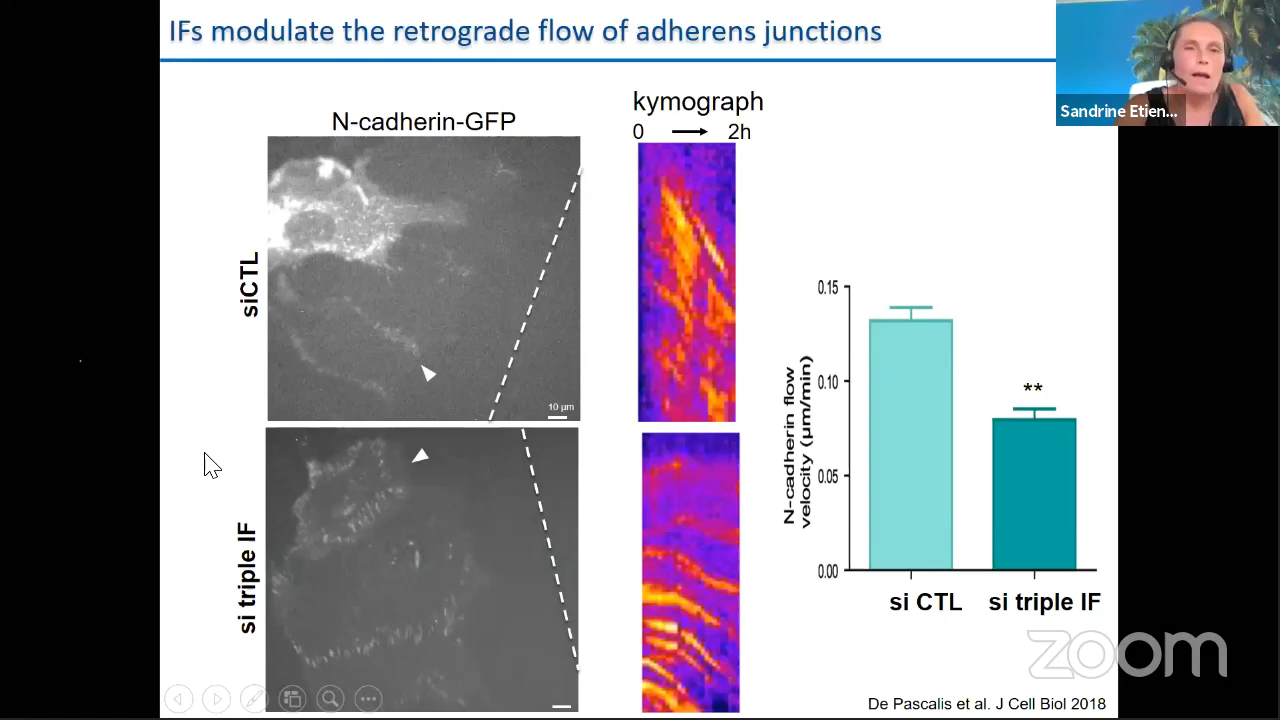 IFs modulate the retrograde flow of adherens junctions
Sandrine Etien...
N-cadherin-GFP
kymograph
0 → 2h
siCTL
10 µm
si triple IF
N-cadherin flow
velocity (µm/min)
0.15
0.10
0.05
0.00
**
si CTL si triple IF
zoom
De Pascalis et al. J Cell Biol 2018